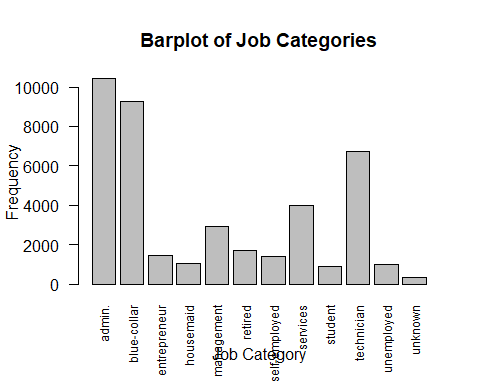 Barplot of Job Categories
Frequency
10000
8000
6000
4000
2000
0
admin.
blue-collar
entrepreneur
housemaid
management
retired
self-employed
services
student
technician
unemployed
unknown
Job Category